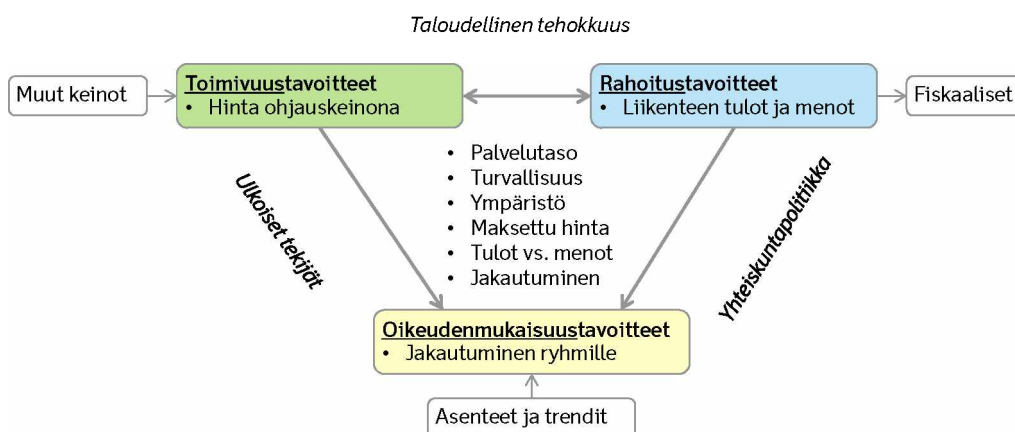 Taloudellinen tehokkuus
Muut keinot
Toimivuustavoitteet
• Hinta ohjauskeinona
Rahoitustavoitteet
• Liikenteen tulot ja menot
Fiskaaliset
Ulkoiset tekijät
• Palvelutaso
• Turvallisuus
• Ympäristö
• Maksettu hinta
• Tulot vs. menot
• Jakautuminen
Yhteiskuntapolitiikka
Oikeudenmukaisuustavoitteet
• Jakautuminen ryhmille
Asenteet ja trendit